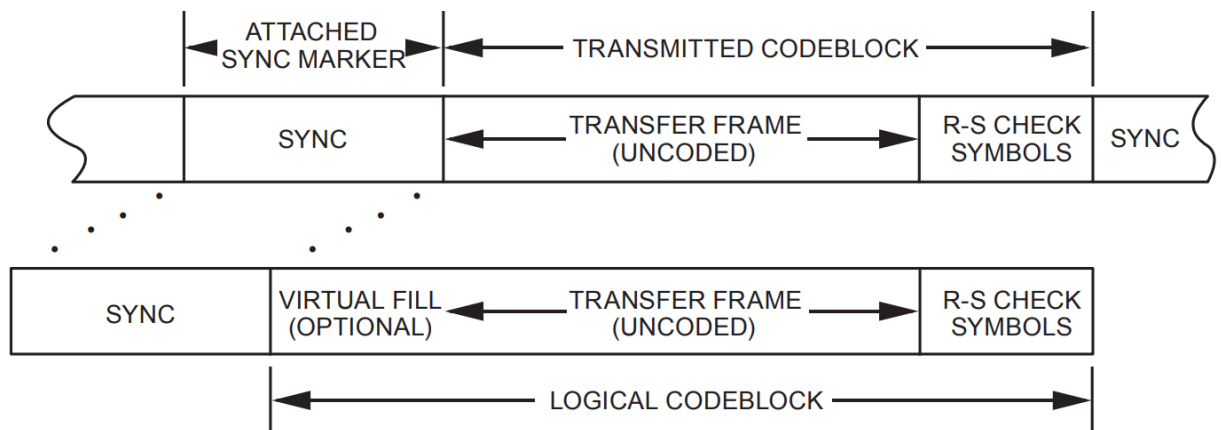 ATTACHED
SYNC MARKER
TRANSMITTED CODEBLOCK
SYNC
TRANSFER FRAME
(UNCODED)
R-S CHECK
SYMBOLS
SYNC
SYNC
VIRTUAL FILL
(OPTIONAL)
TRANSFER FRAME
(UNCODED)
R-S CHECK
SYMBOLS
LOGICAL CODEBLOCK